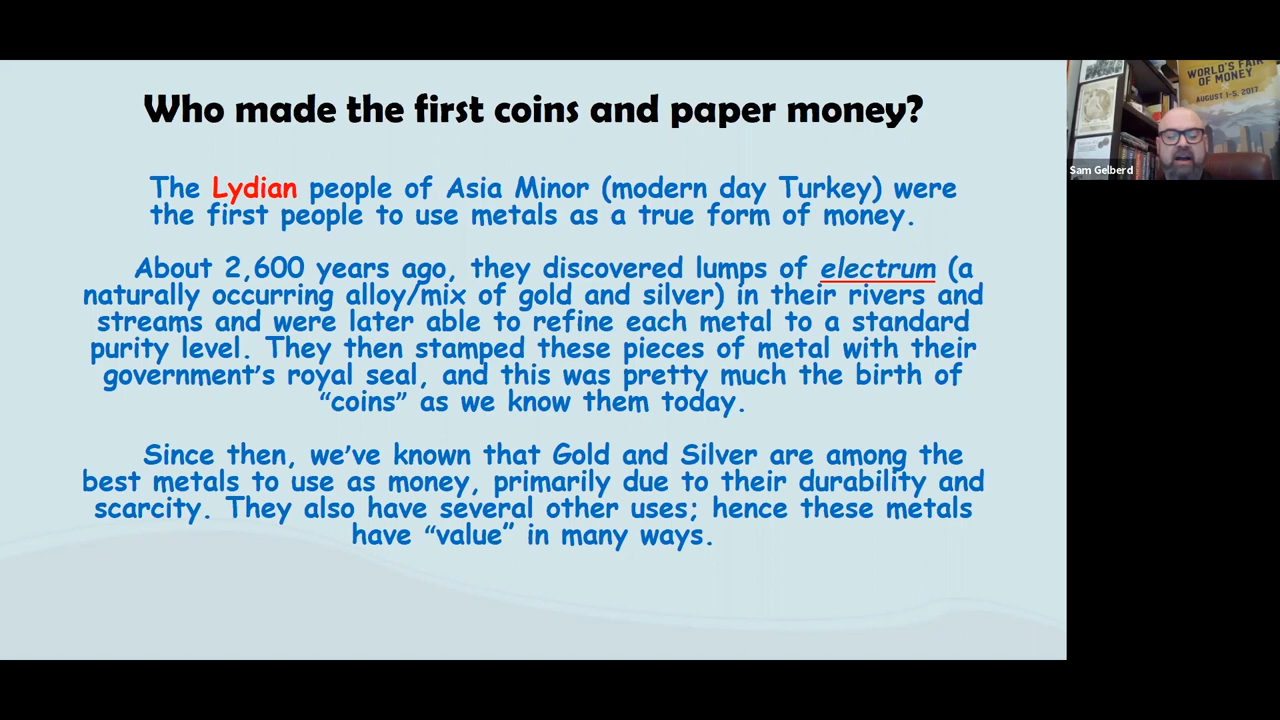 Who made the first coins and paper money?
The Lydian people of Asia Minor (modern day Turkey) were
the first people to use metals as a true form of money.
About 2,600 years ago, they discovered lumps of electrum (a
naturally occurring alloy/mix of gold and silver) in their rivers and
streams and were later able to refine each metal to a standard
purity level. They then stamped these pieces of metal with their
government's royal seal, and this was pretty much the birth of
“coins” as we know them today.
Since then, we've known that Gold and Silver are among the
best metals to use as money, primarily due to their durability and
scarcity. They also have several other uses; hence these metals
have “value” in many ways.
WORLD'S FAIR
OF MONEY
AUGUST 1-5, 2017
Sam Gelberd